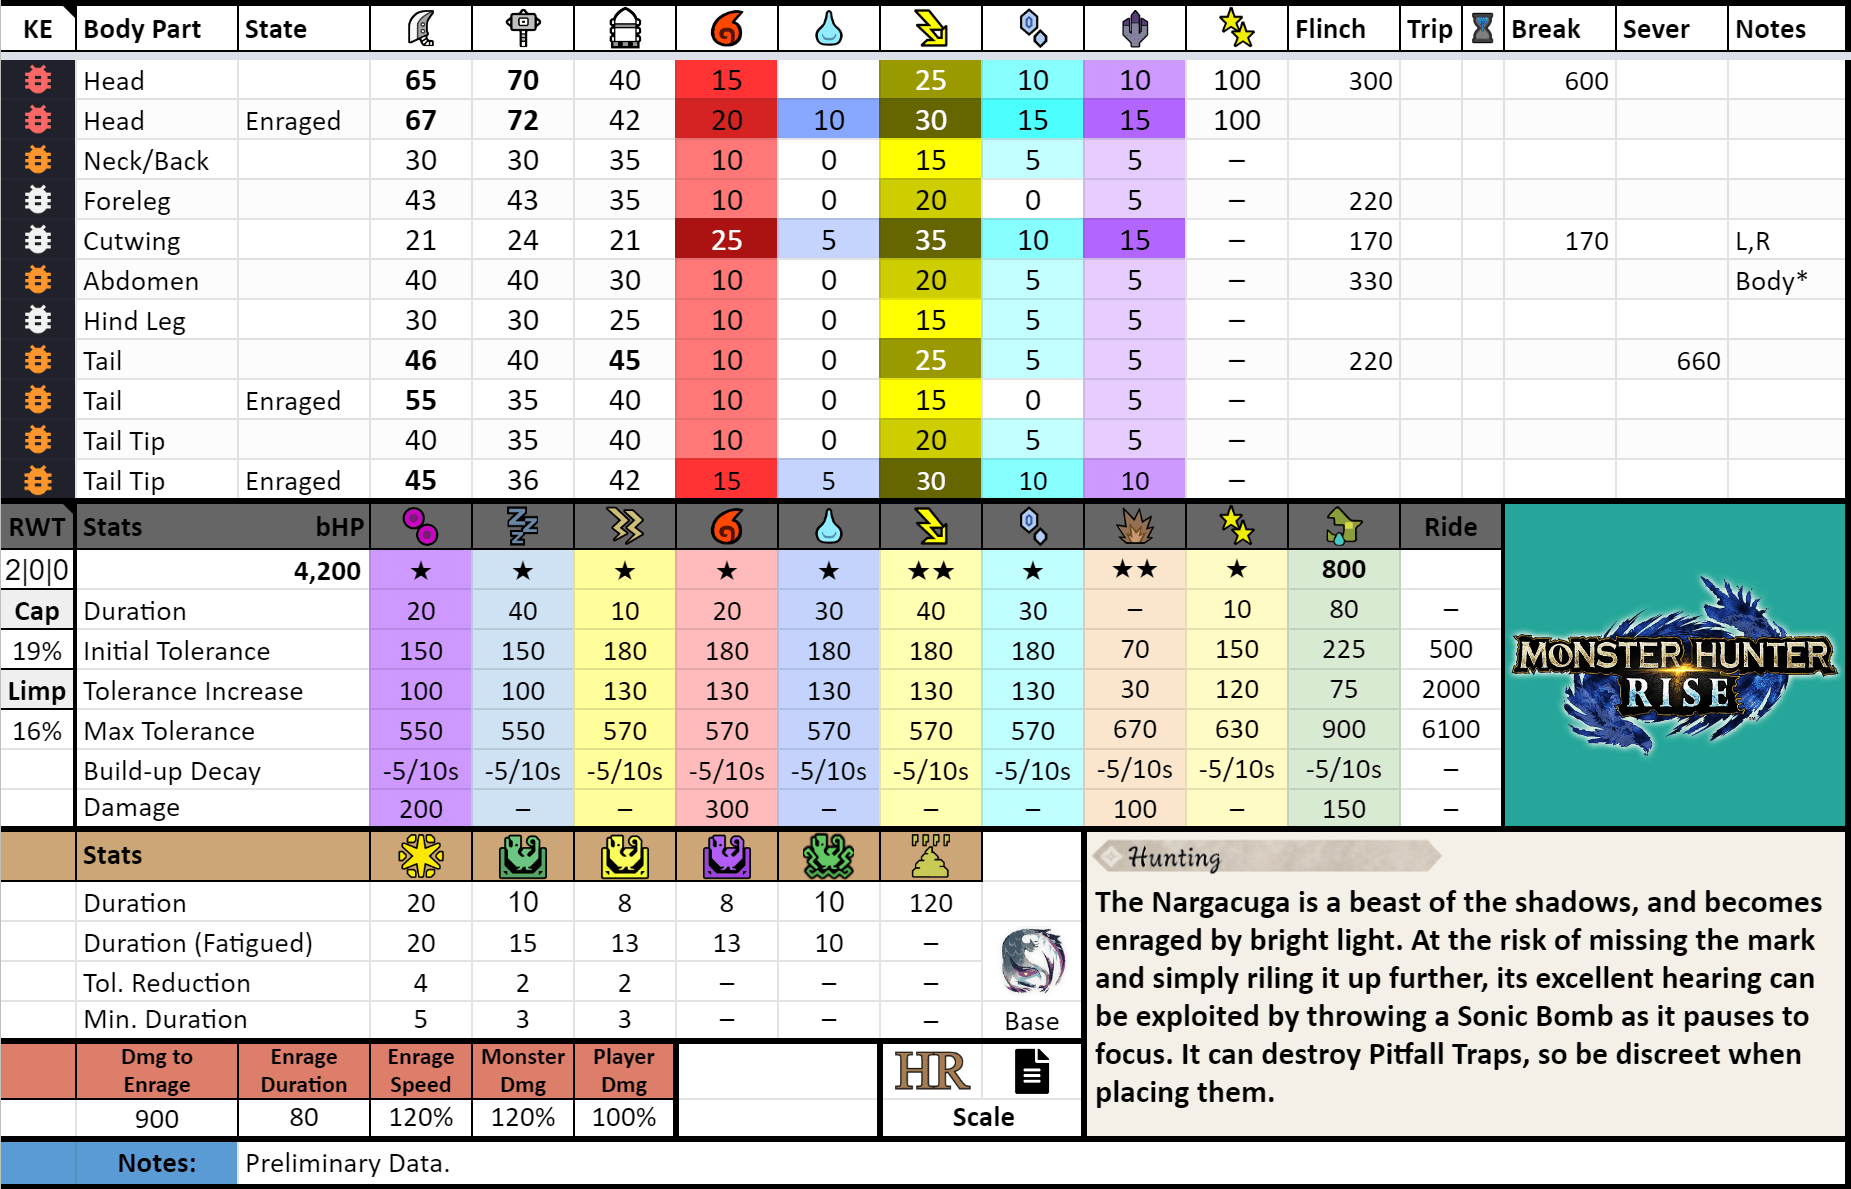 KE Body Part State Flinch Trip Break Sever Notes
Head 65 70 40 15 0 25 10 10 100 300 600
Head Enraged 67 72 42 20 10 30 15 15 100
Neck/Back 30 30 35 10 0 15 5 5 –
Foreleg 43 43 35 10 0 20 0 5 – 220
Cutwing 21 24 21 25 5 35 10 15 – 170 170 L,R
Abdomen 40 40 30 10 0 20 5 5 – 330 Body*
Hind Leg 30 30 25 10 0 15 5 5 –
Tail 46 40 45 10 0 25 5 5 – 220 660
Tail Enraged 55 35 40 10 0 15 0 5 –
Tail Tip 40 35 40 10 0 20 5 5 –
Tail Tip Enraged 45 36 42 15 5 30 10 10 –
RWT Stats bHP Ride
2|0|0 4,200 ★ ★ ★ ★ ★ ★★ ★ ★★ ★ 800
Cap Duration 20 40 10 20 30 40 30 – 10 80 –
19% Initial Tolerance 150 150 180 180 180 180 180 70 150 225 500
Limp Tolerance Increase 100 100 130 130 130 130 130 30 120 75 2000
16% Max Tolerance 550 550 570 570 570 570 570 670 630 900 6100
Build-up Decay -5/10s -5/10s -5/10s -5/10s -5/10s -5/10s -5/10s -5/10s -5/10s -5/10s –
Damage 200 – – 300 – – – 100 – 150 –
MONSTER HUNTER
RISE
Stats
Duration 20 10 8 8 10 120
Duration (Fatigued) 20 15 13 13 10 –
Tol. Reduction 4 2 2 – – –
Min. Duration 5 3 3 – – – Base
Hunting
The Nargacuga is a beast of the shadows, and becomes
enraged by bright light. At the risk of missing the mark
and simply riling it up further, its excellent hearing can
be exploited by throwing a Sonic Bomb as it pauses to
focus. It can destroy Pitfall Traps, so be discreet when
placing them.
Dmg to Enrage Enrage Monster Player
Enrage Duration Speed Dmg Dmg
HR
900 80 120% 120% 100% Scale
Notes: Preliminary Data.